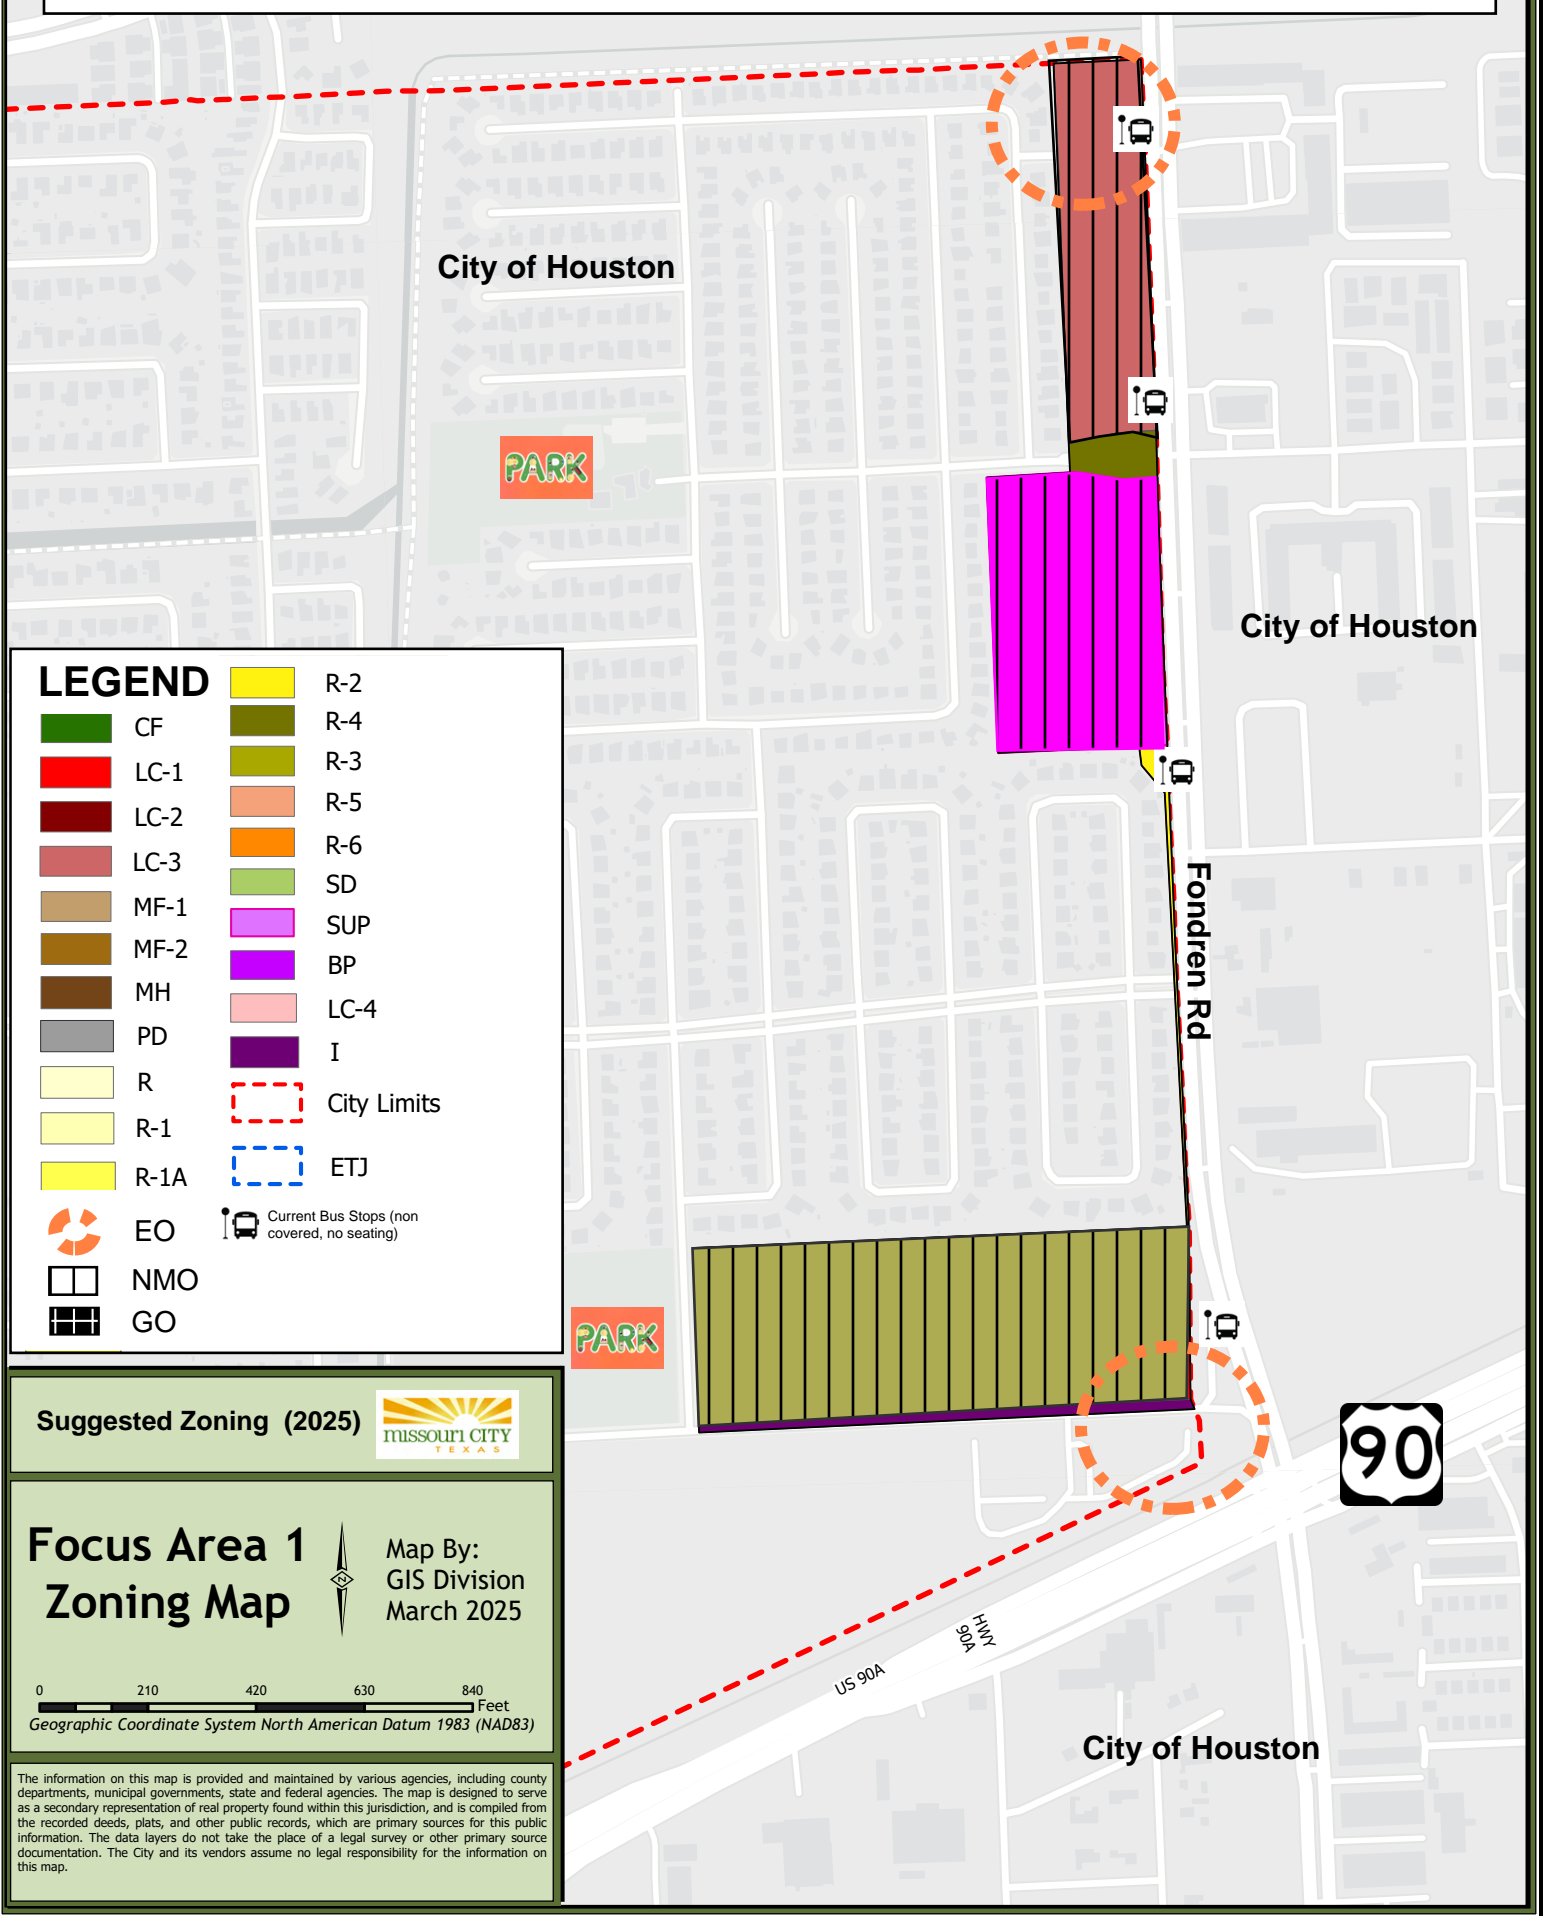 City of Houston
PARK
City of Houston
Fondren Rd
LEGEND
CF
LC-1
LC-2
LC-3
MF-1
MF-2
MH
PD
R
R-1
R-1A
EO
NMO
GO
R-2
R-4
R-3
R-5
R-6
SD
SUP
BP
LC-4
I
City Limits
ETJ
Current Bus Stops (non
covered, no seating)
PARK
90
HWY
90A
US 90A
City of Houston
Suggested Zoning (2025)
missouri CITY
TEXAS
Focus Area 1
Zoning Map
N
Map By:
GIS Division
March 2025
0 210 420 630 840
Feet
Geographic Coordinate System North American Datum 1983 (NAD83)
The information on this map is provided and maintained by various agencies, including county
departments, municipal governments, state and federal agencies. The map is designed to serve
as a secondary representation of real property found within this jurisdiction, and is compiled from
the recorded deeds, plats, and other public records, which are primary sources for this public
information. The data layers do not take the place of a legal survey or other primary source
documentation. The City and its vendors assume no legal responsibility for the information on
this map.